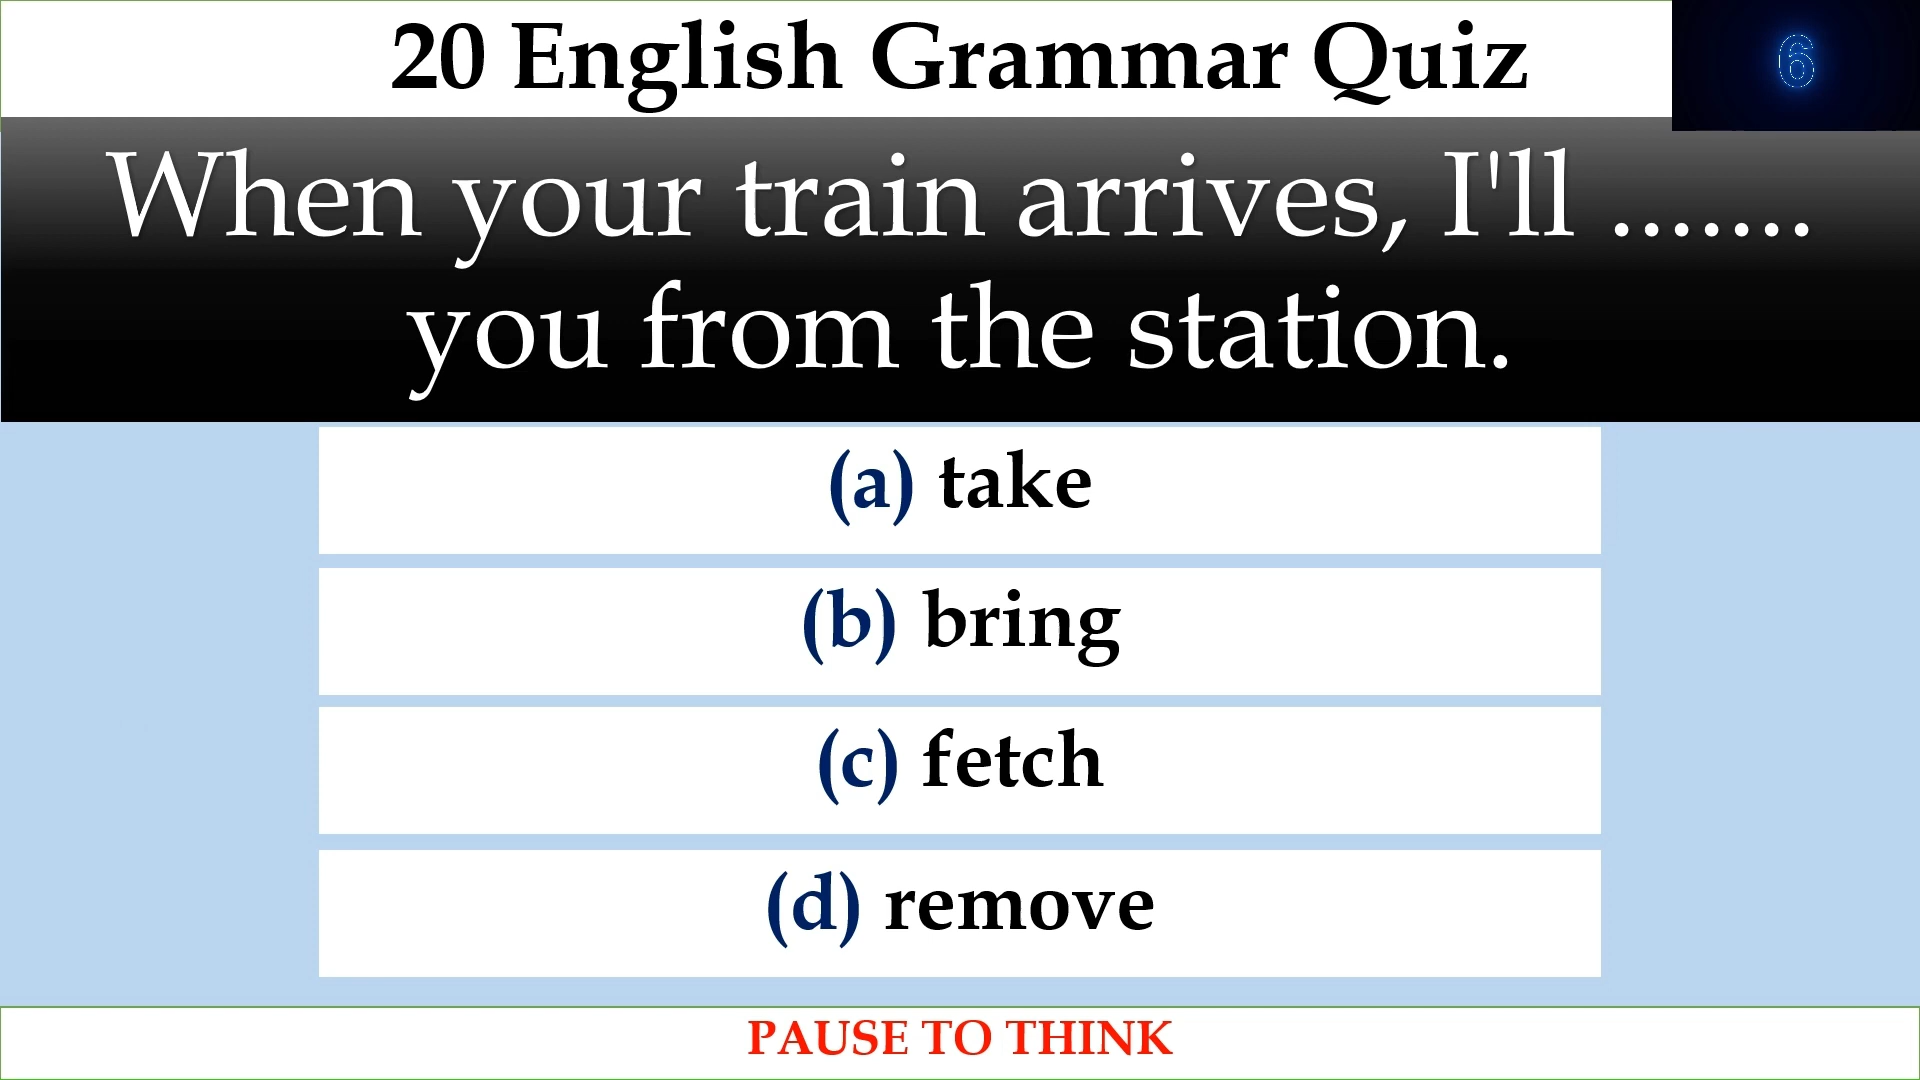 20 English Grammar Quiz
6
When your train arrives, I'll .......
you from the station.
(a) take
(b) bring
(c) fetch
(d) remove
PAUSE TO THINK